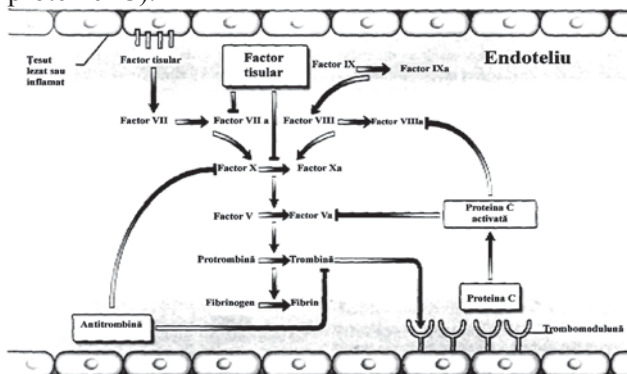 Endoteliu
Țesut
lezat sau
inflamat
Factor tisular
Factor
tisular
Factor IX
Factor IXa
Factor VII
Factor VII a
Factor VIII
Factor VIIIa
Factor X
Factor Xa
Factor V
Factor Va
Proteina C
activată
Protrombină
Trombină
Proteina C
Fibrinogen
Fibrin
Antitrombină
Trombomodulună